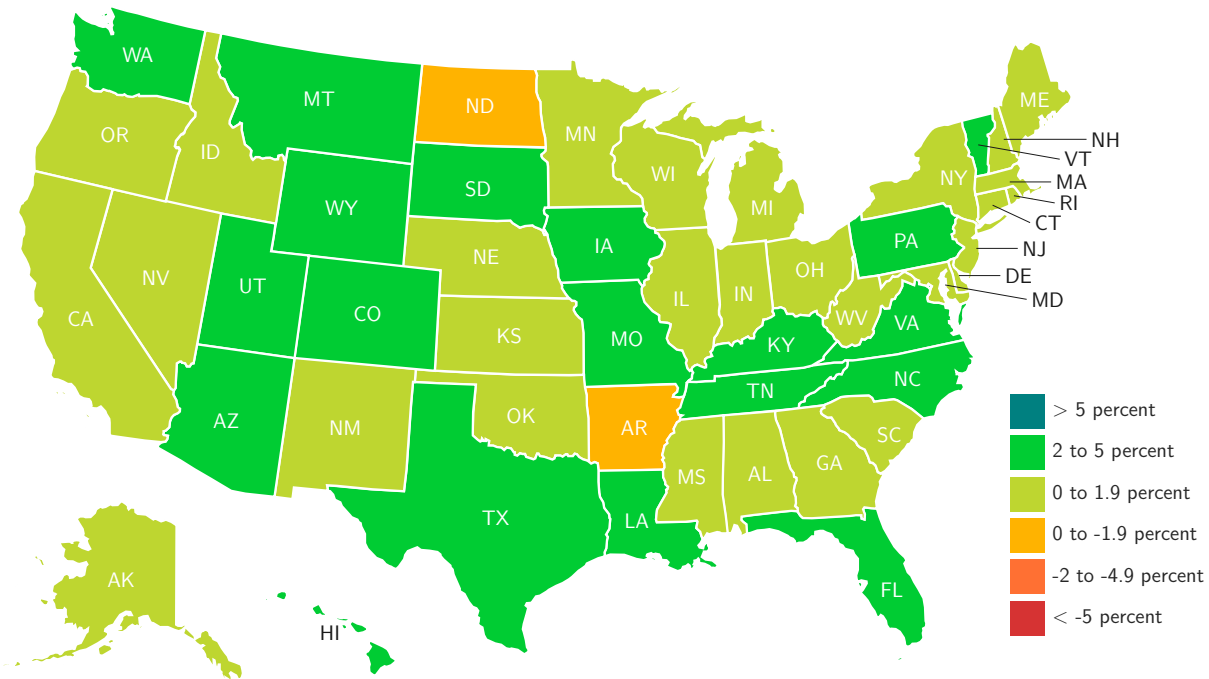 WA
MT
ND
MN
ME
OR
ID
NH
VT
WI
NY
MA
SD
RI
WY
MI
CT
PA
IA
NJ
NE
OH
NV
DE
UT
IN
IL
MD
CO
CA
WV
VA
KS
MO
KY
NC
TN
> 5 percent
OK
AZ
NM
AR
SC
2 to 5 percent
GA
AL
MS
0 to 1.9 percent
TX
LA
0 to -1.9 percent
AK
-2 to -4.9 percent
FL
< -5 percent
HI